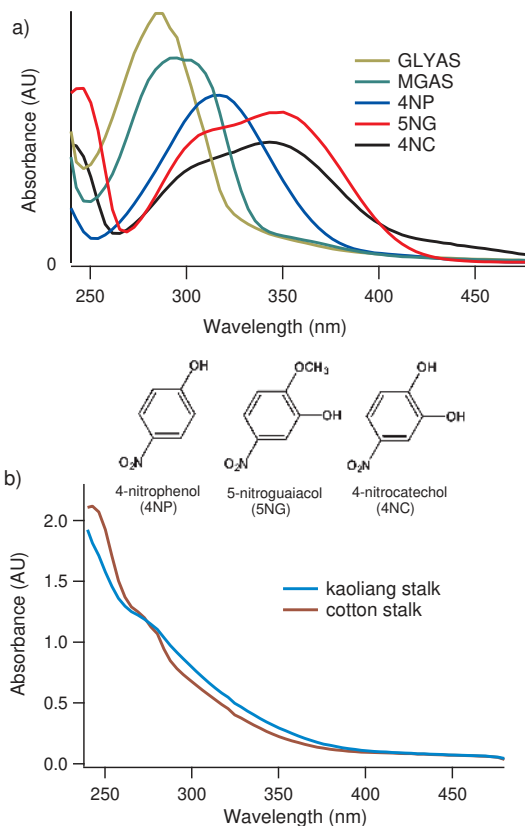 a)
Absorbance (AU)
GLYAS
MGAS
4NP
5NG
4NC
0
250 300 350 400 450
Wavelength (nm)
OH
O₂N
4-nitrophenol
(4NP)
OCH₃
OH
O₂N
5-nitroguaiacol
(5NG)
OH
OH
O₂N
4-nitrocatechol
(4NC)
b)
Absorbance (AU)
2.0
1.5
1.0
0.5
0.0
kaoliang stalk
cotton stalk
250 300 350 400 450
Wavelength (nm)